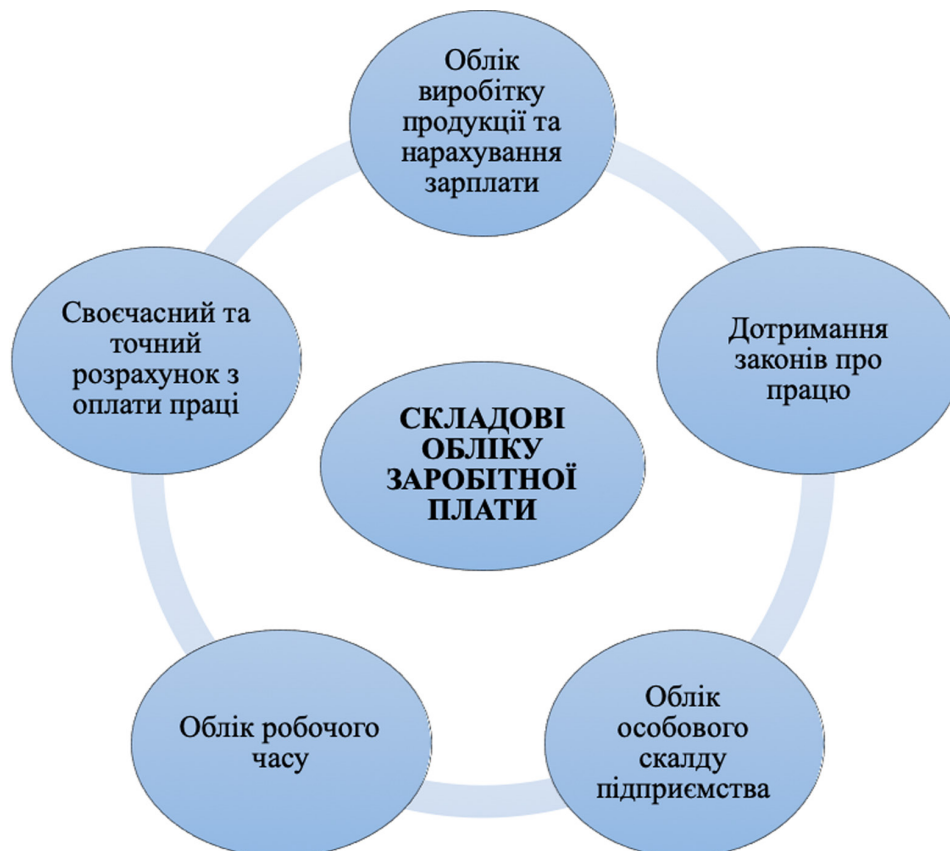 Облік
виробітку
продукції та
нарахування
зарплати
Дотримання
законів про
працю
Облік
особового
скалду
підприємства
Облік робочого
часу
Своєчасний та
точний
розрахунок з
оплати праці
СКЛАДОВІ
ОБЛІКУ
ЗАРОБІТНОЇ
ПЛАТИ